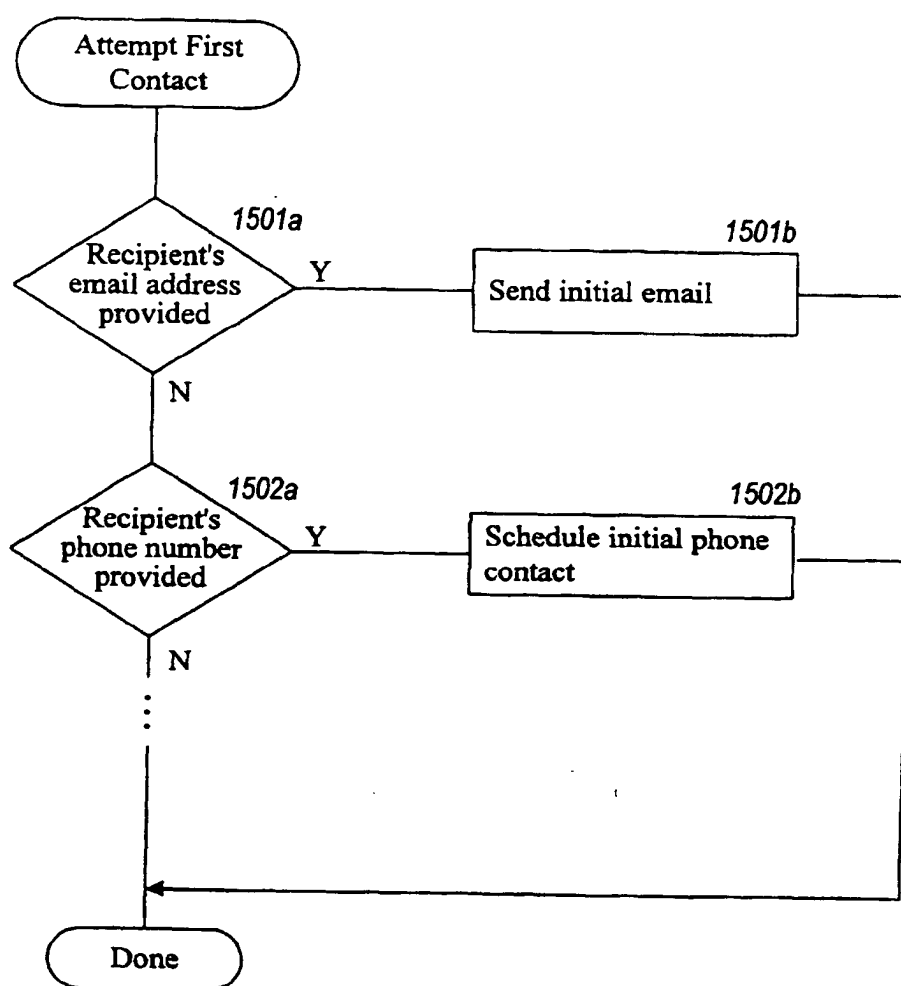 Attempt First
Contact
1501a
Recipient's
email address
provided
Y
1501b
Send initial email
N
1502a
Recipient's
phone number
provided
Y
1502b
Schedule initial phone
contact
N
Done